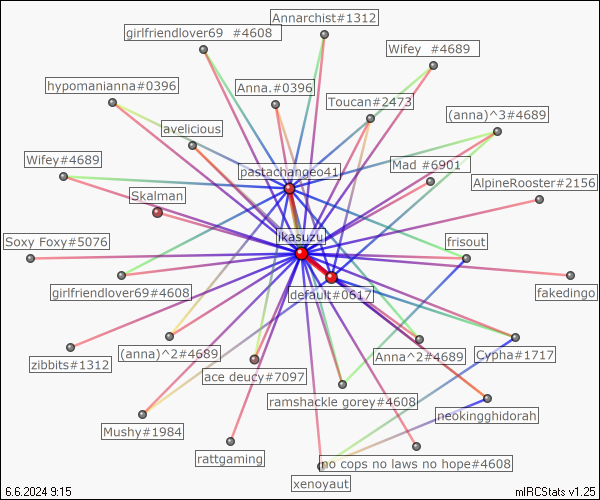 Annarchist#1312
girlfriendlover69 #4608
Wifey #4689
hypomanianna#0396
Anna.#0396
Toucan#2473
(anna)^3#4689
avelicious
Wifey#4689
pastachangeo41
Mad #6901
AlpineRooster#2156
Skalman
ikasuzu
Soxy Foxy#5076
frisout
girlfriendlover69#4608
default#0617
fakedingo
(anna)^2#4689
Anna^2#4689
Cypha#1717
zibbits#1312
ace deucy#7097
ramshackle gorey#4608
neokingghidorah
Mushy#1984
rattgaming
no cops no laws no hope#4608
xenoyaut
6.6.2024 9:15
mIRCStats v1.25